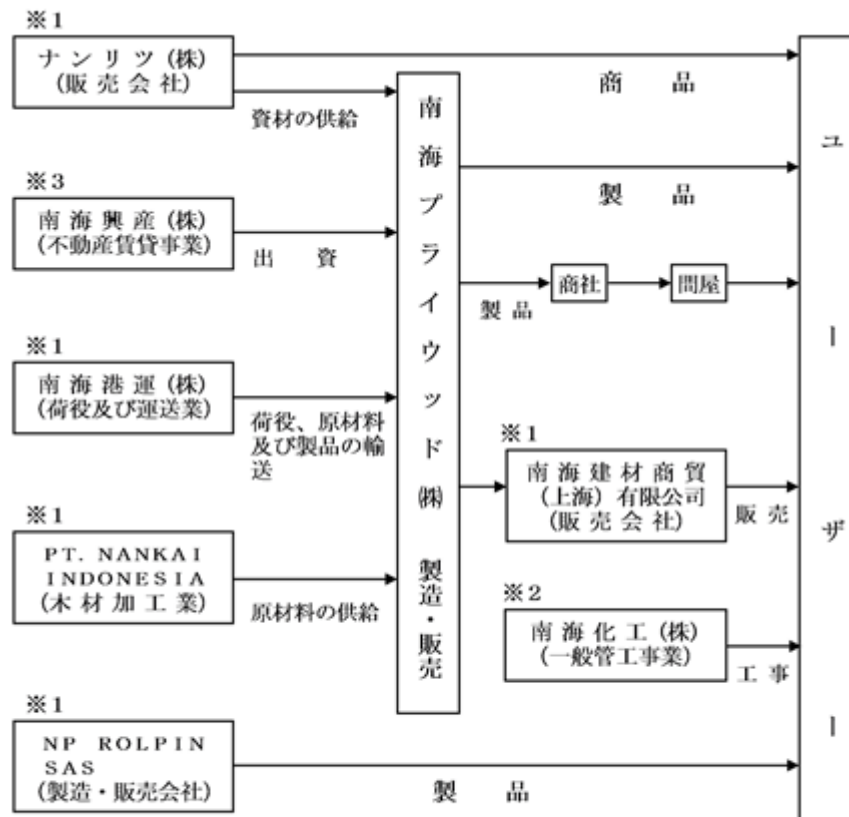 ※1
ナンリツ(株)
(販売会社)
商品
資材の供給
※3
南海興産(株)
(不動産賃貸事業)
出資
※1
南海港運(株)
(荷役及び運送業)
荷役、原材料
及び製品の輸
送
※1
PT. NANKAI
INDONESIA
(木材加工業)
原材料の供給
※1
NP ROLPIN
SAS
(製造・販売会社)
製品
南海プライウッド㈱ 製造・販売
製品
製品
商社
問屋
※1
南海建材商貿
(上海)有限公司
(販売会社)
販売
※2
南海化工(株)
(一般管工事業)
工事
ユーザー